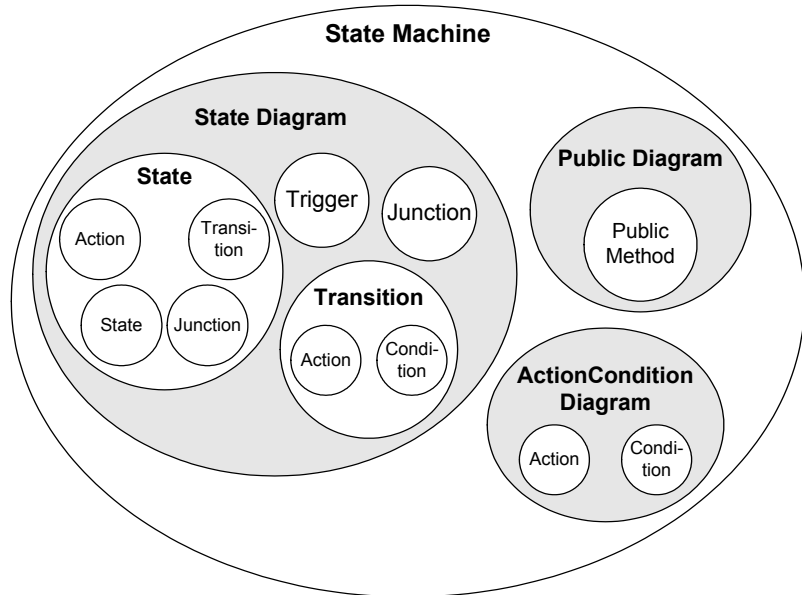 State Machine
State Diagram
State
Action
Transi-
tion
State
Junction
Trigger
Junction
Transition
Action
Condi-
tion
Public Diagram
Public
Method
ActionCondition
Diagram
Action
Condi-
tion